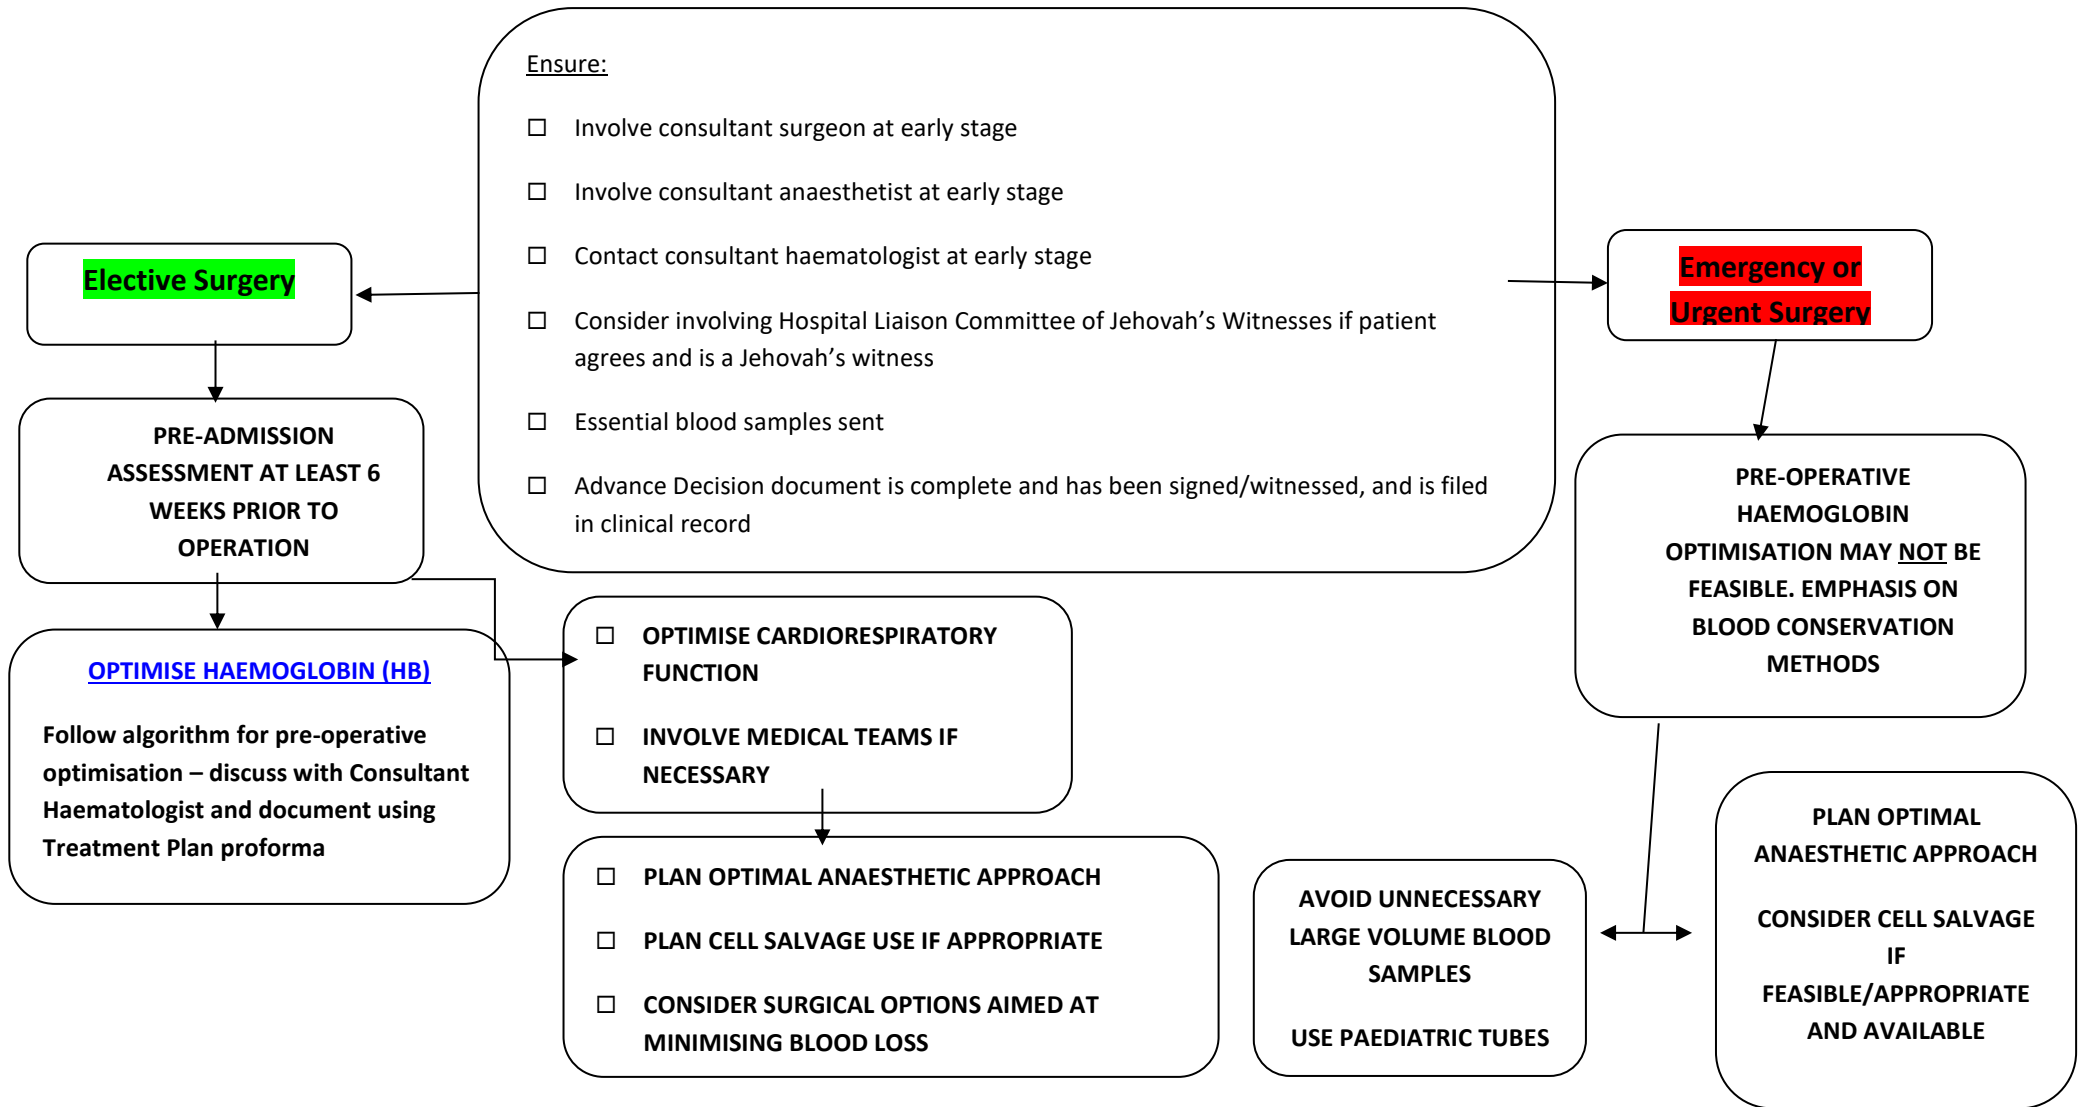 Ensure:
☐ Involve consultant surgeon at early stage
☐ Involve consultant anaesthetist at early stage
☐ Contact consultant haematologist at early stage
☐ Consider involving Hospital Liaison Committee of Jehovah’s Witnesses if patient
agrees and is a Jehovah’s witness
☐ Essential blood samples sent
☐ Advance Decision document is complete and has been signed/witnessed, and is filed
in clinical record
Elective Surgery
PRE-ADMISSION
ASSESSMENT AT LEAST 6
WEEKS PRIOR TO
OPERATION
OPTIMISE HAEMOGLOBIN (HB)
Follow algorithm for pre-operative
optimisation – discuss with Consultant
Haematologist and document using
Treatment Plan proforma
☐ OPTIMISE CARDIORESPIRATORY
FUNCTION
☐ INVOLVE MEDICAL TEAMS IF
NECESSARY
☐ PLAN OPTIMAL ANAESTHETIC APPROACH
☐ PLAN CELL SALVAGE USE IF APPROPRIATE
☐ CONSIDER SURGICAL OPTIONS AIMED AT
MINIMISING BLOOD LOSS
Emergency or
Urgent Surgery
PRE-OPERATIVE
HAEMOGLOBIN
OPTIMISATION MAY NOT BE
FEASIBLE. EMPHASIS ON
BLOOD CONSERVATION
METHODS
AVOID UNNECESSARY
LARGE VOLUME BLOOD
SAMPLES
USE PAEDIATRIC TUBES
PLAN OPTIMAL
ANAESTHETIC APPROACH
CONSIDER CELL SALVAGE
IF
FEASIBLE/APPROPRIATE
AND AVAILABLE